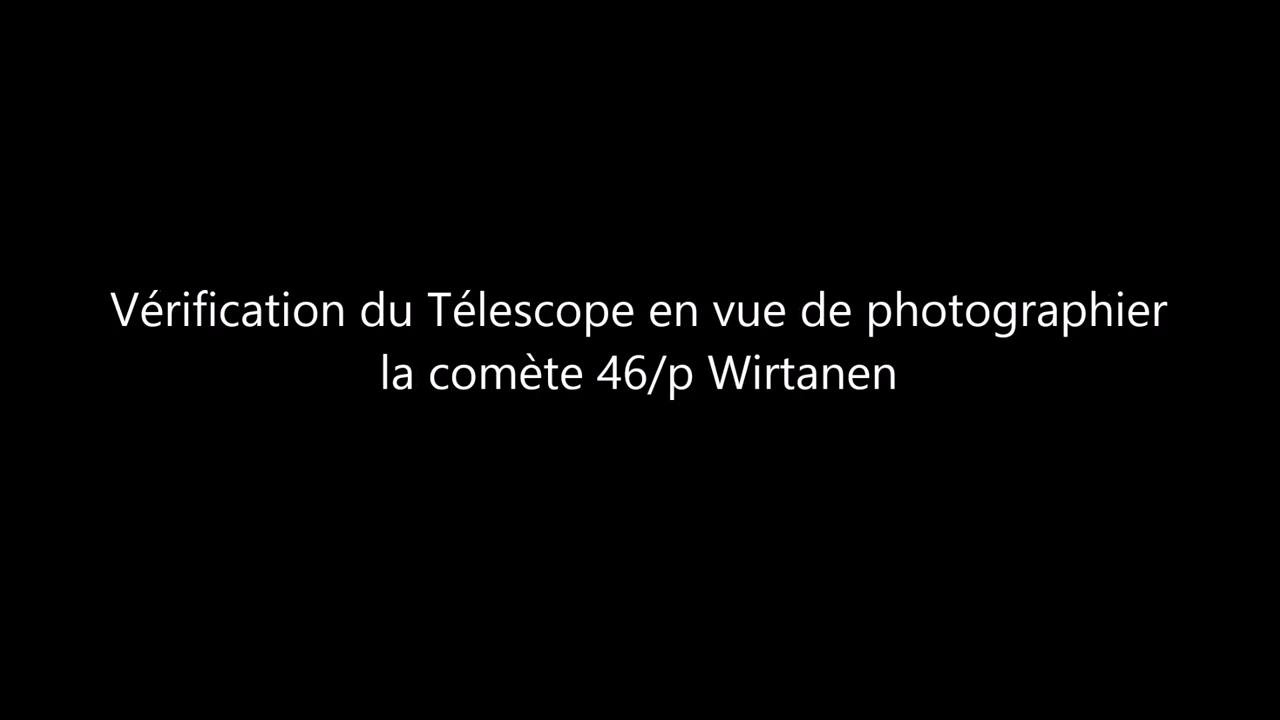 Vérification du Télescope en vue de photographier
la comète 46/p Wirtanen